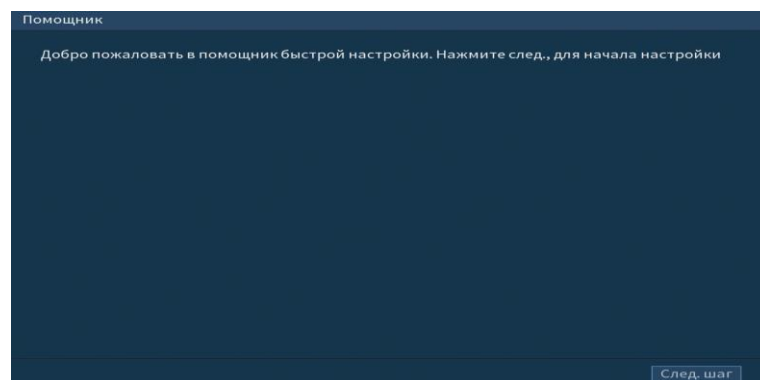 Помощник
Добро пожаловать в помощник быстрой настройки. Нажмите след., для начала настройки
След. шаг